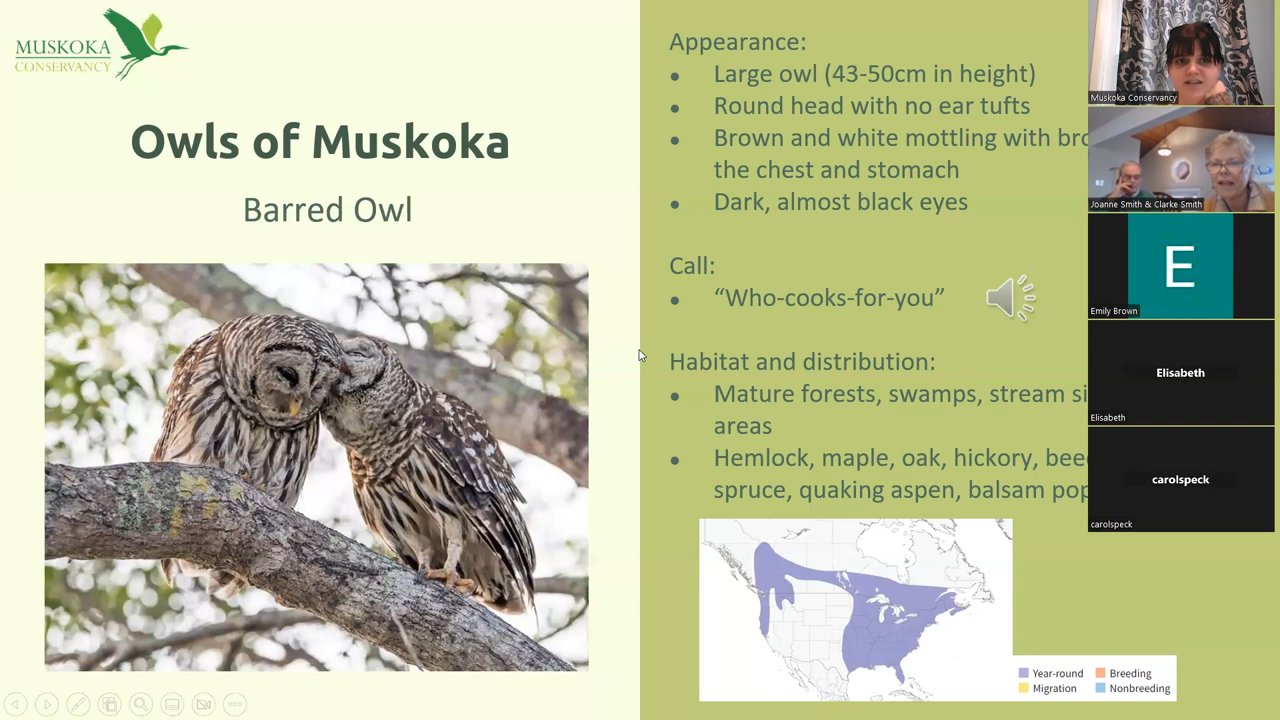 MUSKOKA
CONSERVANCY
Owls of Muskoka
Barred Owl
Appearance:
• Large owl (43-50cm in height)
• Round head with no ear tufts
• Brown and white mottling with
the chest and stomach
• Dark, almost black eyes
Call:
• “Who-cooks-for-you”
Habitat and distribution:
• Mature forests, swamps, stream
areas
• Hemlock, maple, oak, hickory,
spruce, quaking aspen, balsam
Year-round
Breeding
Migration
Nonbreeding
Muskoka Conservancy
Joanne Smith & Clarke Smith
E
Emily Brown
Elisabeth
Elisabeth
carolspeck
carolspeck